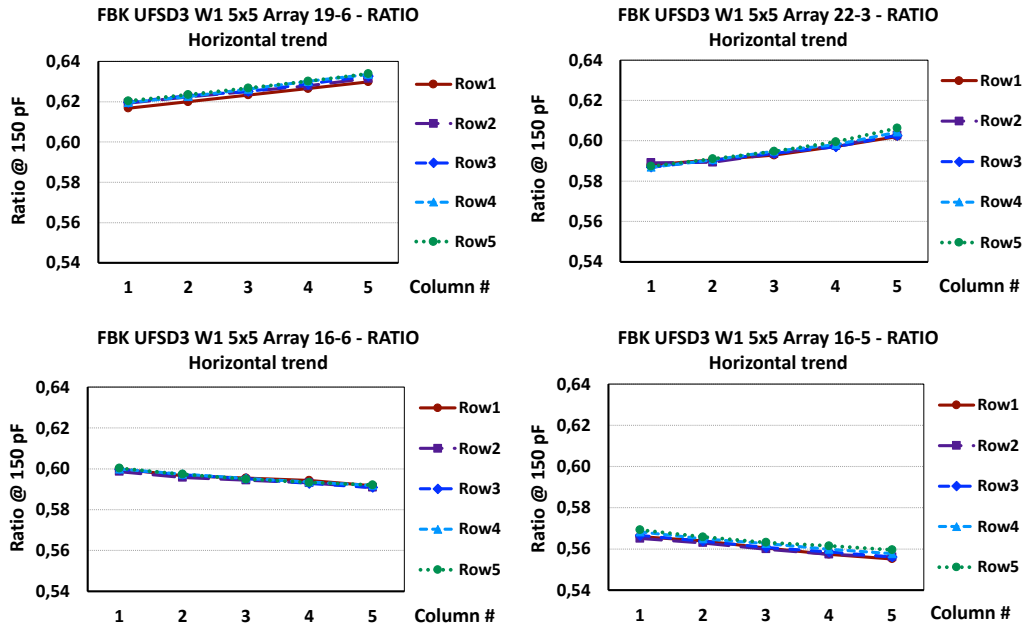 FBK UFSD3 W1 5x5 Array 19-6 - RATIO
Horizontal trend
Ratio @ 150 pF
0,64
0,62
0,60
0,58
0,56
0,54
1 2 3 4 5 Column #
Row1
Row2
Row3
Row4
Row5
FBK UFSD3 W1 5x5 Array 22-3 - RATIO
Horizontal trend
Ratio @ 150 pF
0,64
0,62
0,60
0,58
0,56
0,54
1 2 3 4 5 Column #
Row1
Row2
Row3
Row4
Row5
FBK UFSD3 W1 5x5 Array 16-6 - RATIO
Horizontal trend
Ratio @ 150 pF
0,64
0,62
0,60
0,58
0,56
0,54
1 2 3 4 5 Column #
Row1
Row2
Row3
Row4
Row5
FBK UFSD3 W1 5x5 Array 16-5 - RATIO
Horizontal trend
Ratio @ 150 pF
0,64
0,62
0,60
0,58
0,56
0,54
1 2 3 4 5 Column #
Row1
Row2
Row3
Row4
Row5